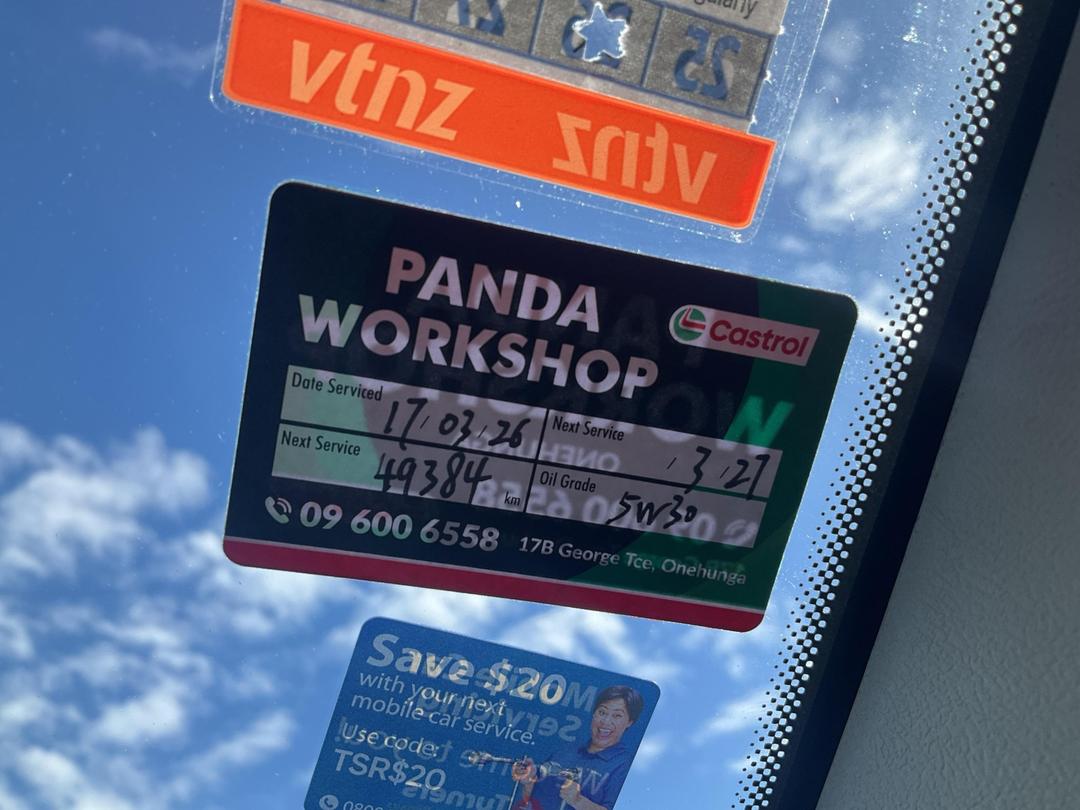 25
vtnz vtnz
PANDA
WORKSHOP
Castrol
Date Serviced 17/03/26
Next Service /3/27
Next Service 49384 km
Oil Grade 5W30
09 600 6558 17B George Tce, Onehunga
Save $20
with your next
mobile car service.
Use code:
TSR$20